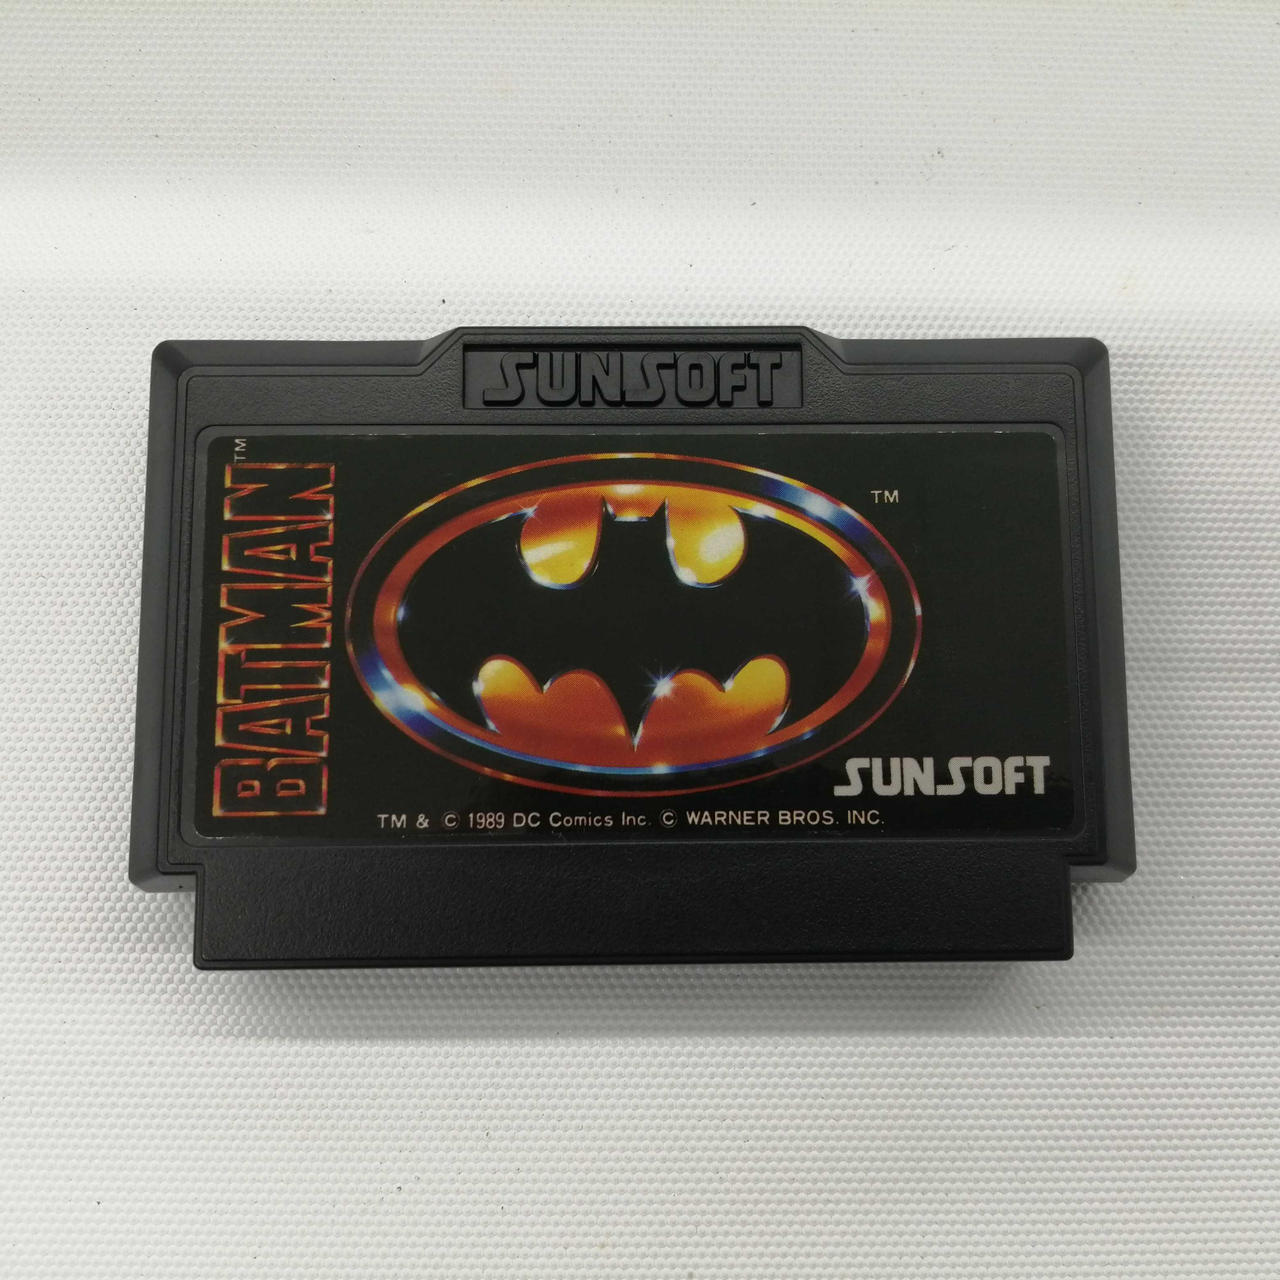 SUNSOFT
BATMAN™
TM
SUNSOFT
TM & © 1989 DC Comics Inc. © WARNER BROS. INC.